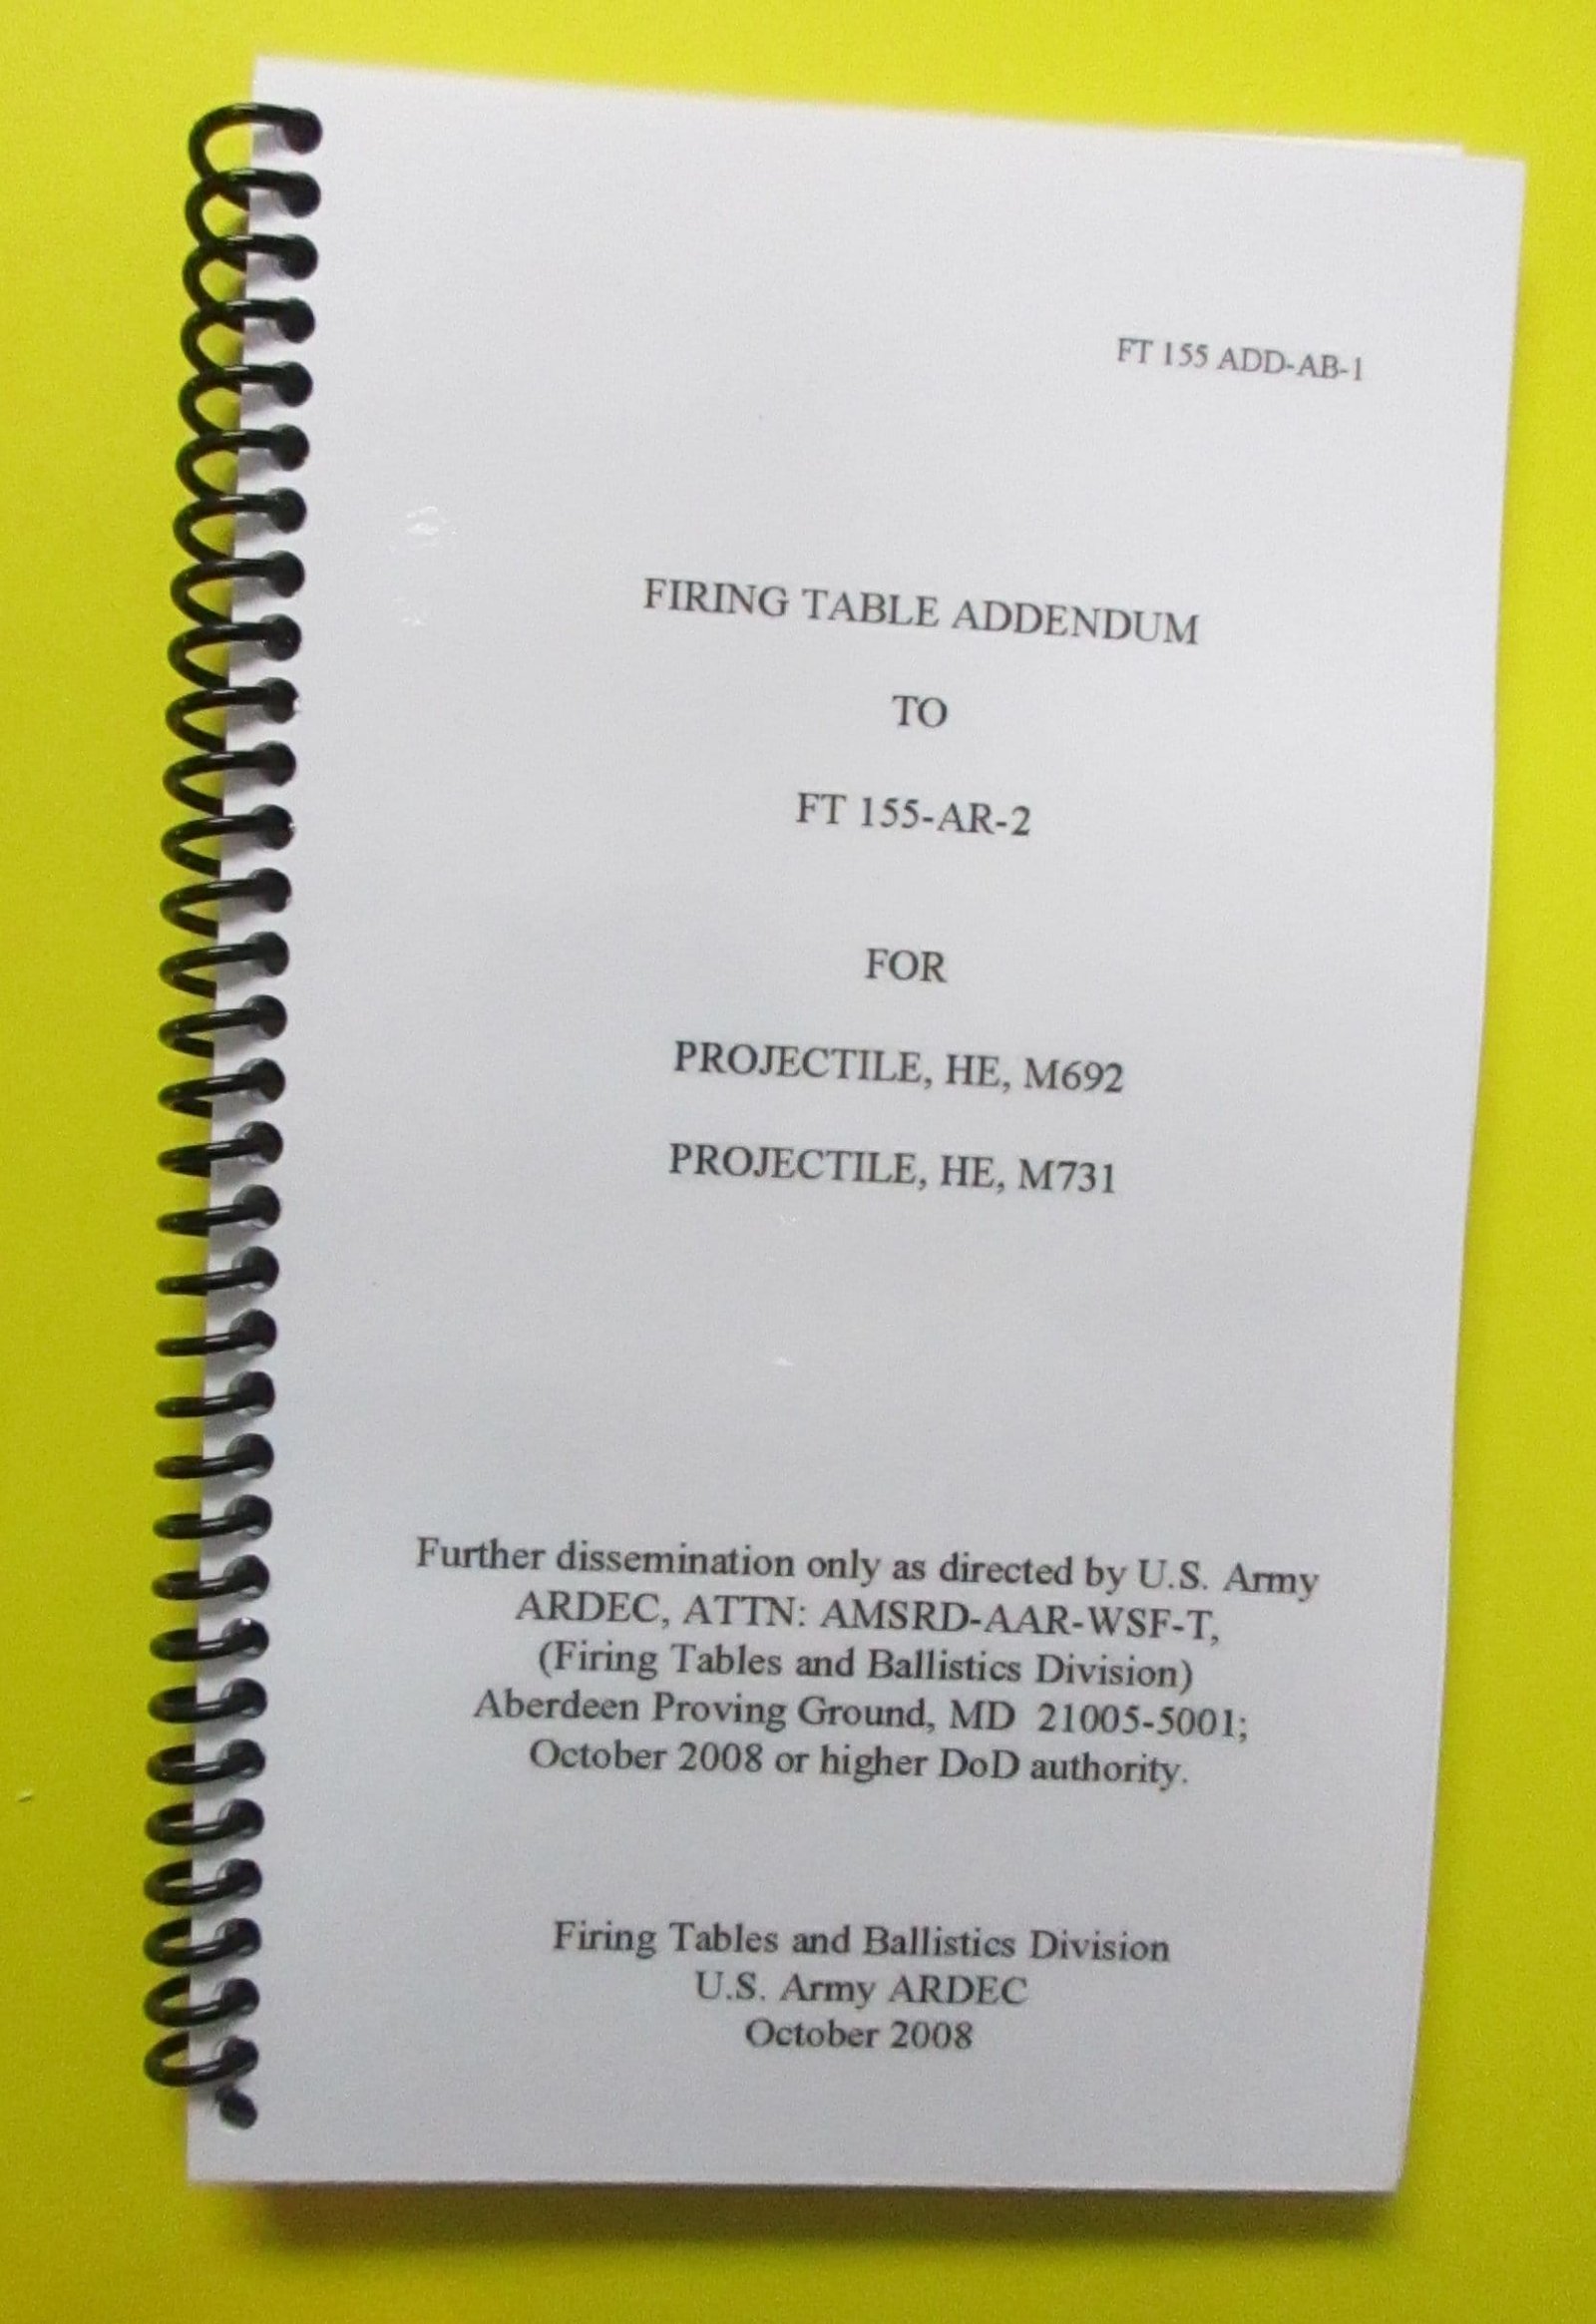 FT 155 ADD-AB-1
FIRING TABLE ADDENDUM
TO
FT 155-AR-2
FOR
PROJECTILE, HE, M692
PROJECTILE, HE, M731
Further dissemination only as directed by U.S. Army
ARDEC, ATTN: AMSRD-AAR-WSF-T,
(Firing Tables and Ballistics Division)
Aberdeen Proving Ground, MD 21005-5001;
October 2008 or higher DoD authority.
Firing Tables and Ballistics Division
U.S. Army ARDEC
October 2008